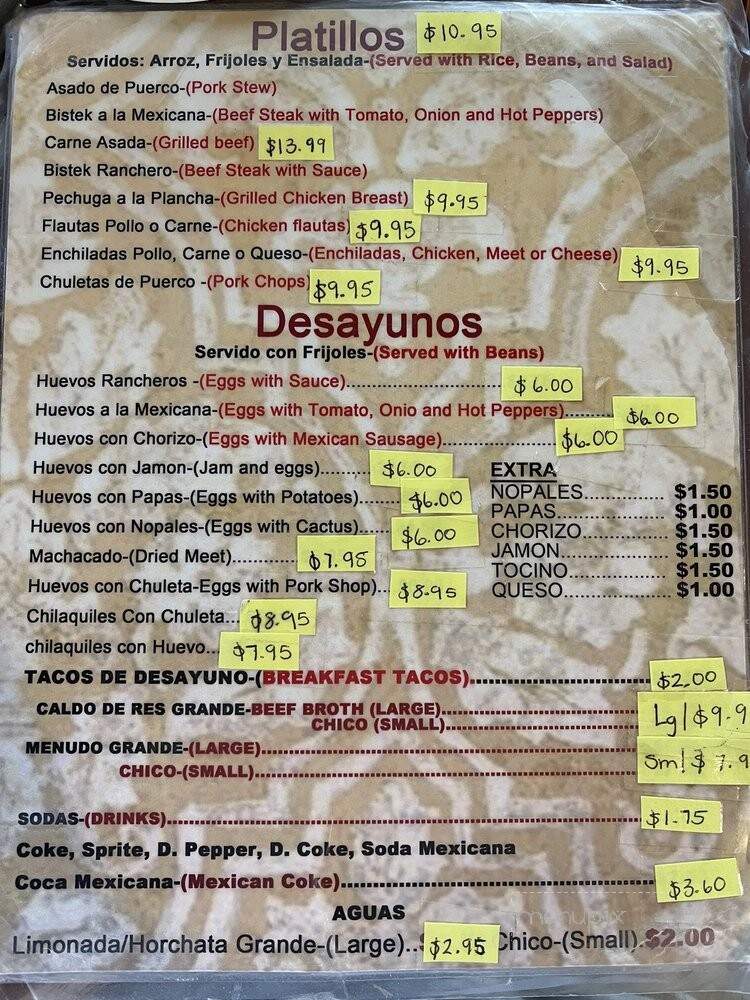 Platillos $10.95
Servidos: Arroz, Frijoles y Ensalada-(Served with Rice, Beans, and Salad)
Asado de Puerco-(Pork Stew)
Bistek a la Mexicana-(Beef Steak with Tomato, Onion and Hot Peppers)
Carne Asada-(Grilled beef) $13.99
Bistek Ranchero-(Beef Steak with Sauce)
Pechuga a la Plancha-(Grilled Chicken Breast) $9.95
Flautas Pollo o Carne-(Chicken flautas) $9.95
Enchiladas Pollo, Carne o Queso-(Enchiladas, Chicken, Meet or Cheese) $9.95
Chuletas de Puerco -(Pork Chops) $9.95
Desayunos
Servido con Frijoles-(Served with Beans)
Huevos Rancheros -(Eggs with Sauce)........................... $6.00
Huevos a la Mexicana-(Eggs with Tomato, Onio and Hot Peppers)........ $6.00
Huevos con Chorizo-(Eggs with Mexican Sausage)................... $6.00
Huevos con Jamon-(Jam and eggs)......... $6.00
Huevos con Papas-(Eggs with Potatoes)....... $6.00
Huevos con Nopales-(Eggs with Cactus)...... $6.00
Machacado-(Dried Meet)............ $7.95
Huevos con Chuleta-Eggs with Pork Shop)... $8.95
Chilaquiles Con Chuleta... $8.95
chilaquiles con Huevo... $7.95
EXTRA
NOPALES.............. $1.50
PAPAS................... $1.00
CHORIZO.............. $1.50
JAMON.................. $1.50
TOCINO................. $1.50
QUESO.................. $1.00
TACOS DE DESAYUNO-(BREAKFAST TACOS)............................ $2.00
CALDO DE RES GRANDE-BEEF BROTH (LARGE)............................ Lg | $9.9
CHICO (SMALL)............................
MENUDO GRANDE-(LARGE)............................................ Sm | $7.9
CHICO-(SMALL)............................................
SODAS-(DRINKS)............................................................ $1.75
Coke, Sprite, D. Pepper, D. Coke, Soda Mexicana
Coca Mexicana-(Mexican Coke)............................................ $3.60
AGUAS
Limonada/Horchata Grande-(Large).. $2.95 Chico-(Small).$2.00
menupix